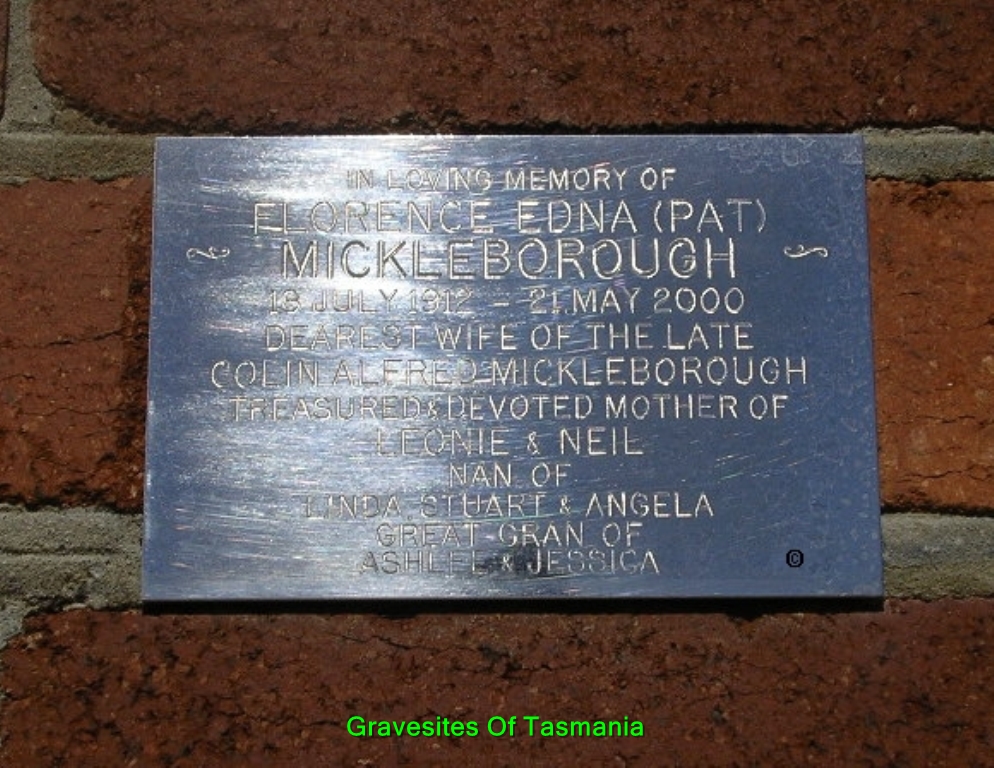 IN LOVING MEMORY OF
FLORENCE EDNA (PAT)
MICKLEBOROUGH
18 JULY 1912 - 21 MAY 2000
DEAREST WIFE OF THE LATE
COLIN ALFRED MICKLEBOROUGH
TREASURED & DEVOTED MOTHER OF
LEONIE & NEIL
NAN OF
LINDA, STUART & ANGELA
GREAT GRAN OF
ASHLEE & JESSICA
©
Gravesites Of Tasmania